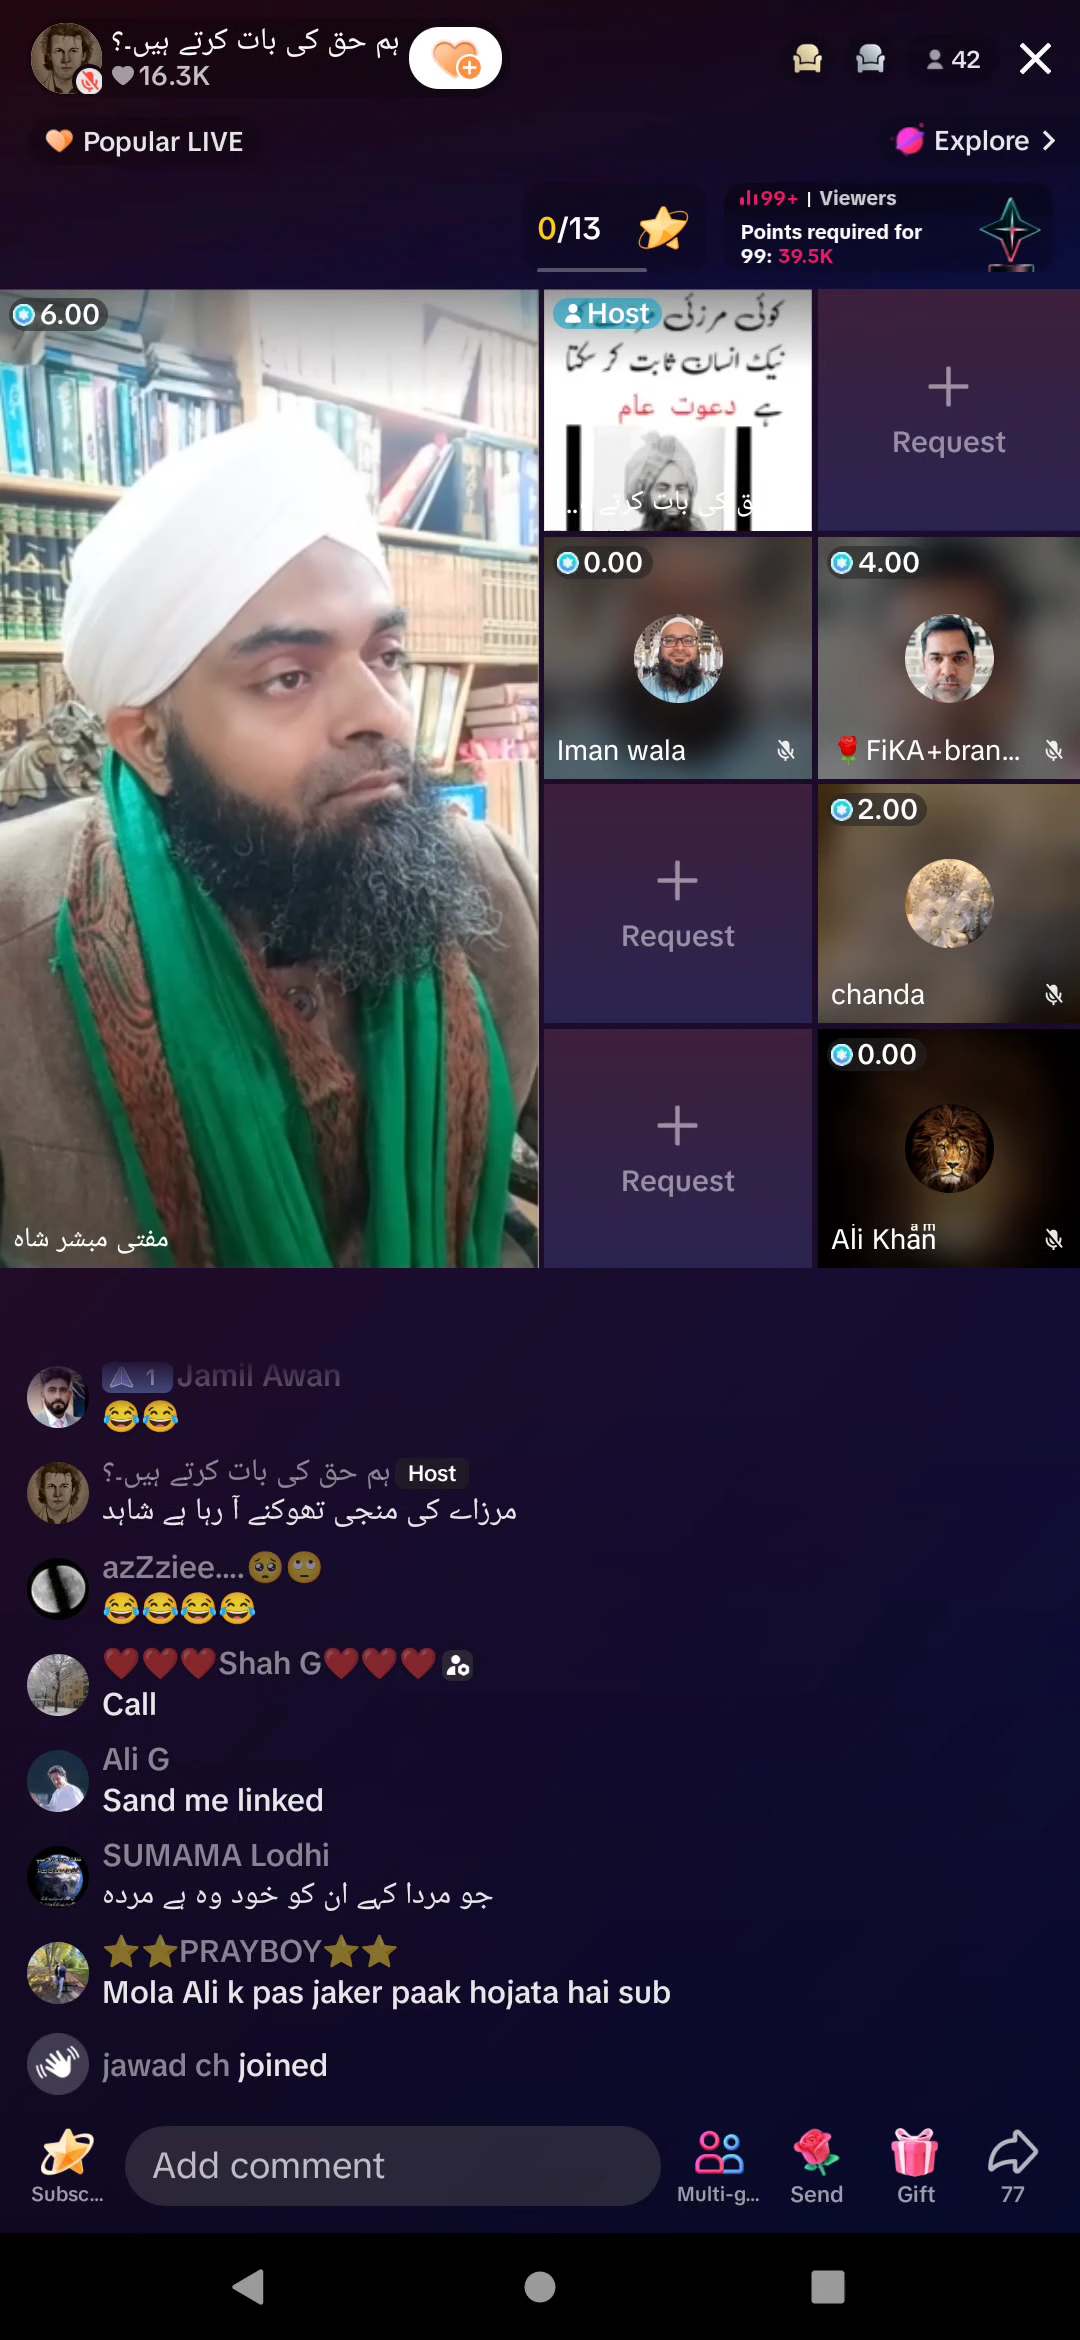 ہم حق کی بات کرتے ہیں۔؟
16.3K
42
Popular LIVE
Explore
0/13
99+ | Viewers
Points required for
99: 39.5K
6.00
Host
کوئی مرزئی
نیک انسان ثابت کر سکتا
ہے دعوت عام
ق کی بات کرتے ...
Request
0.00
4.00
Iman wala
FiKA+bran...
Request
2.00
chanda
Request
0.00
Ali Khan
مفتی مبشر شاہ
1 Jamil Awan
😂😂
ہم حق کی بات کرتے ہیں۔؟ Host
مرزاے کی منجی تھوکنے آ رہا ہے شاہد
azZziee....🥺🙄
😂😂😂😂
❤️❤️❤️Shah G❤️❤️❤️
Call
Ali G
Sand me linked
SUMAMA Lodhi
جو مردا کہے ان کو خود وہ ہے مردہ
⭐⭐PRAYBOY⭐⭐
Mola Ali k pas jaker paak hojata hai sub
jawad ch joined
Add comment
Subsc...
Multi-g...
Send
Gift
77